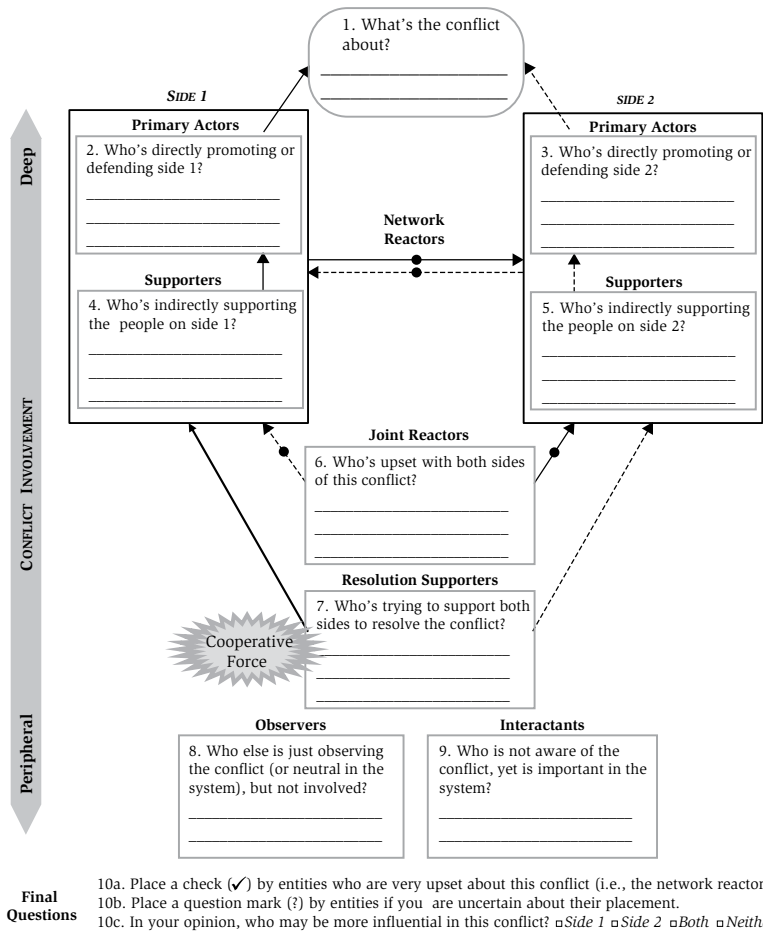 1. What's the conflict
about?
SIDE 1
SIDE 2
Primary Actors
2. Who's directly promoting or
defending side 1?
Primary Actors
3. Who's directly promoting or
defending side 2?
Network
Reactors
Supporters
4. Who's indirectly supporting
the people on side 1?
Supporters
5. Who's indirectly supporting
the people on side 2?
Joint Reactors
6. Who's upset with both sides
of this conflict?
Resolution Supporters
7. Who's trying to support both
sides to resolve the conflict?
Cooperative
Force
Observers
8. Who else is just observing
the conflict (or neutral in the
system), but not involved?
Interactants
9. Who is not aware of the
conflict, yet is important in the
system?
Deep
CONFLICT INVOLVEMENT
Peripheral
Final
Questions
10a. Place a check (✓) by entities who are very upset about this conflict (i.e., the network reactor
10b. Place a question mark (?) by entities if you are uncertain about their placement.
10c. In your opinion, who may be more influential in this conflict? □Side 1 □Side 2 □Both □Neith